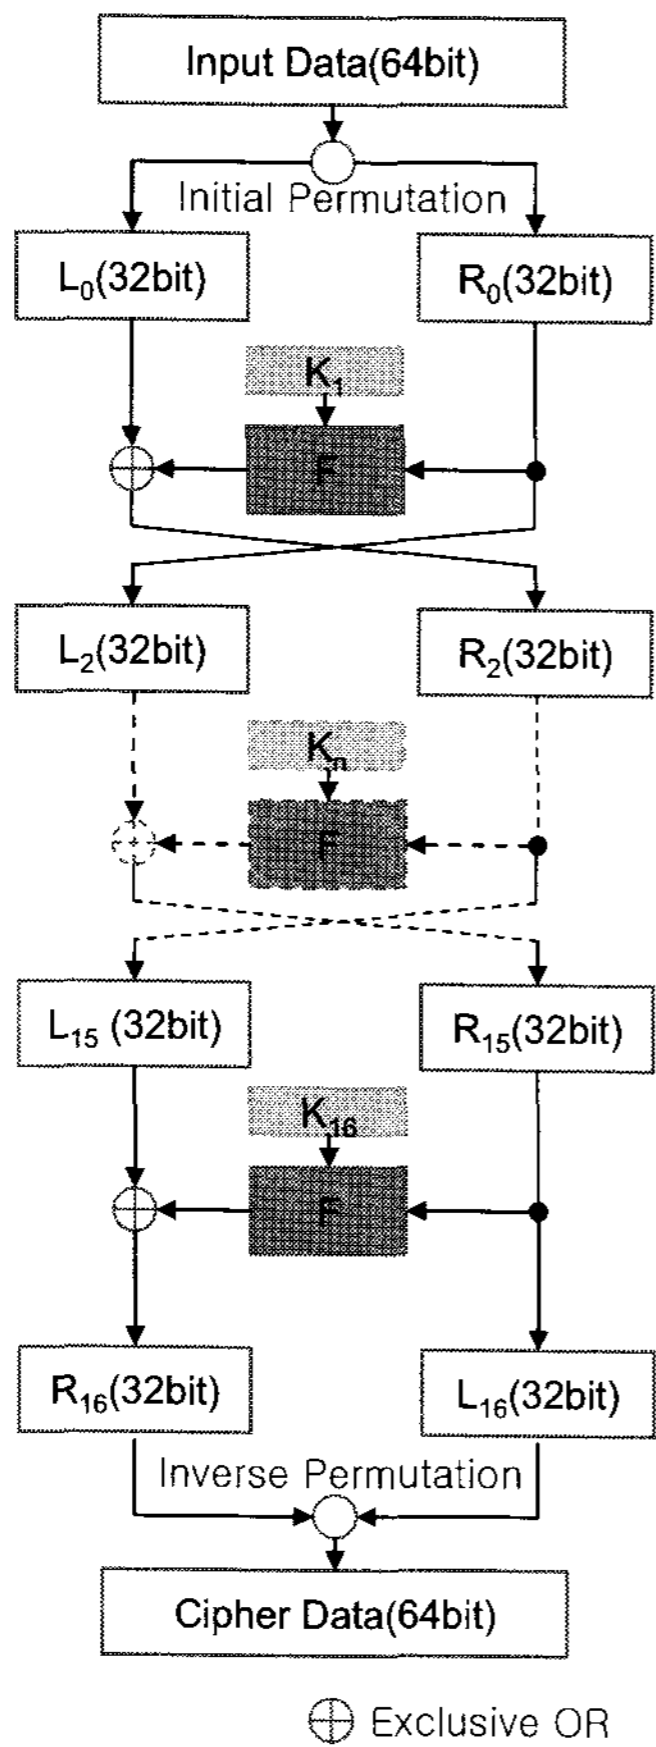 Input Data(64bit)
Initial Permutation
L₀(32bit)
R₀(32bit)
K₁
F
L₂(32bit)
R₂(32bit)
Kₙ
F
L₁₅ (32bit)
R₁₅(32bit)
K₁₆
F
R₁₆(32bit)
L₁₆(32bit)
Inverse Permutation
Cipher Data(64bit)
Exclusive OR